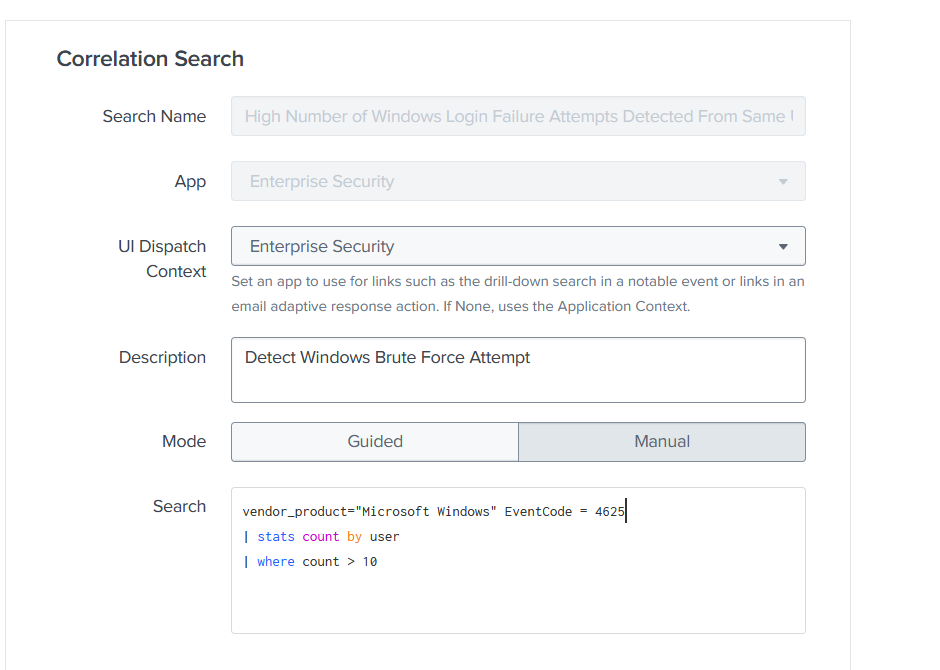 Correlation Search
Search Name
High Number of Windows Login Failure Attempts Detected From Same
App
Enterprise Security
UI Dispatch
Context
Enterprise Security
Set an app to use for links such as the drill-down search in a notable event or links in an
email adaptive response action. If None, uses the Application Context.
Description
Detect Windows Brute Force Attempt
Mode
Guided
Manual
Search
vendor_product="Microsoft Windows" EventCode = 4625
| stats count by user
| where count > 10